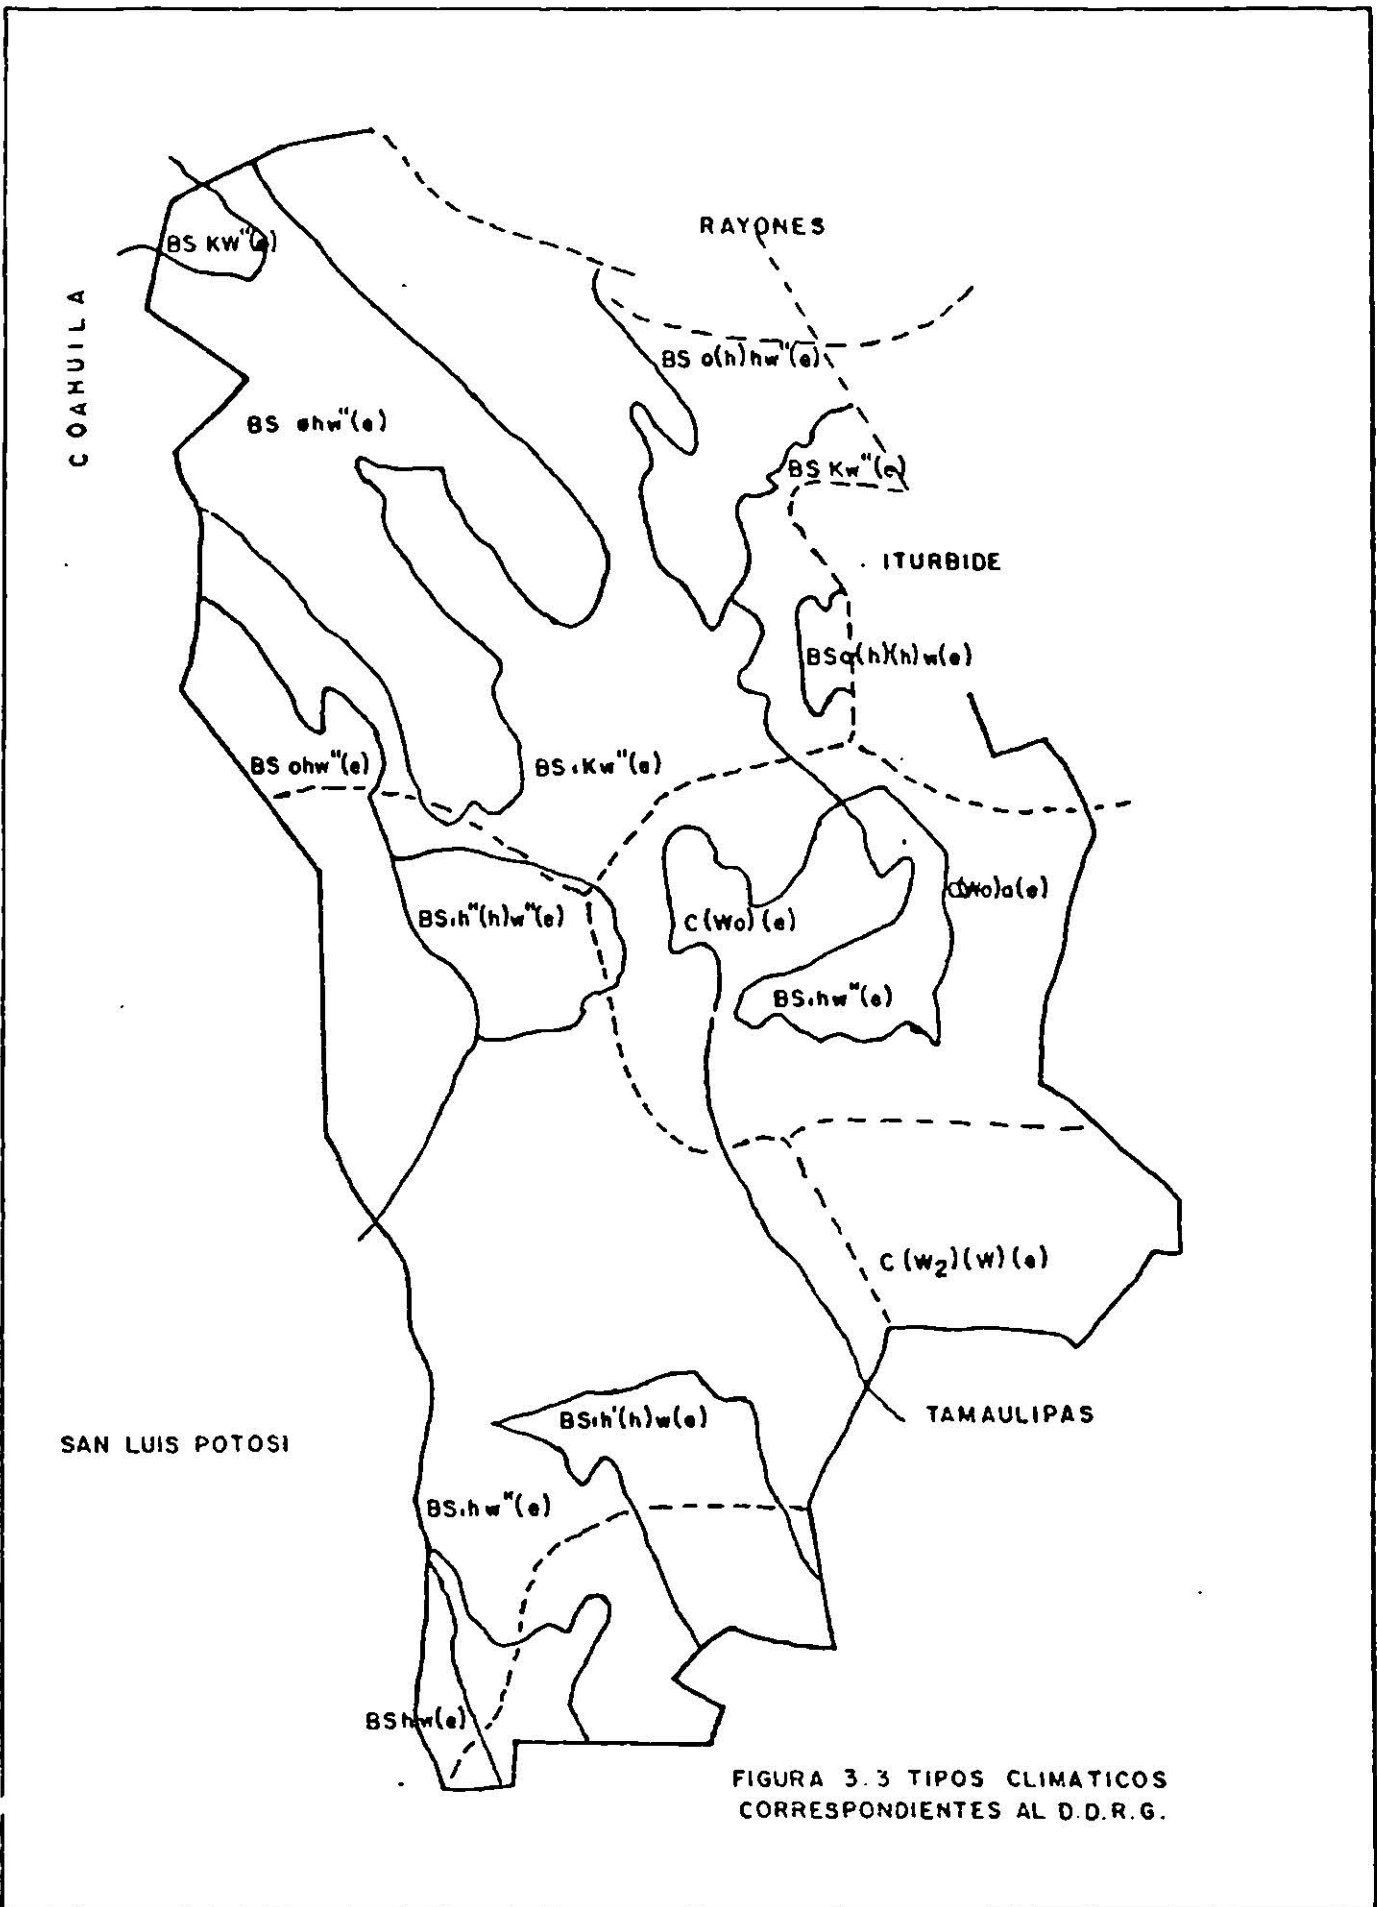 RAYONES
BS KW"(e)
COAHUILA
BS o(h)hw"(e)
BS ohw"(e)
BS Kw"(e)
ITURBIDE
BSo(h)(h)w(e)
BS ohw"(e)
BS₁Kw"(e)
C(Wo)a(e)
BS₁h"(h)w"(e)
C(Wo)(e)
BS₁hw"(e)
C(W₂)(W)(e)
BS₁h'(h)w(e)
TAMAULIPAS
SAN LUIS POTOSI
BS₁hw"(e)
BShw(e)
FIGURA 3.3 TIPOS CLIMATICOS
CORRESPONDIENTES AL D.D.R.G.